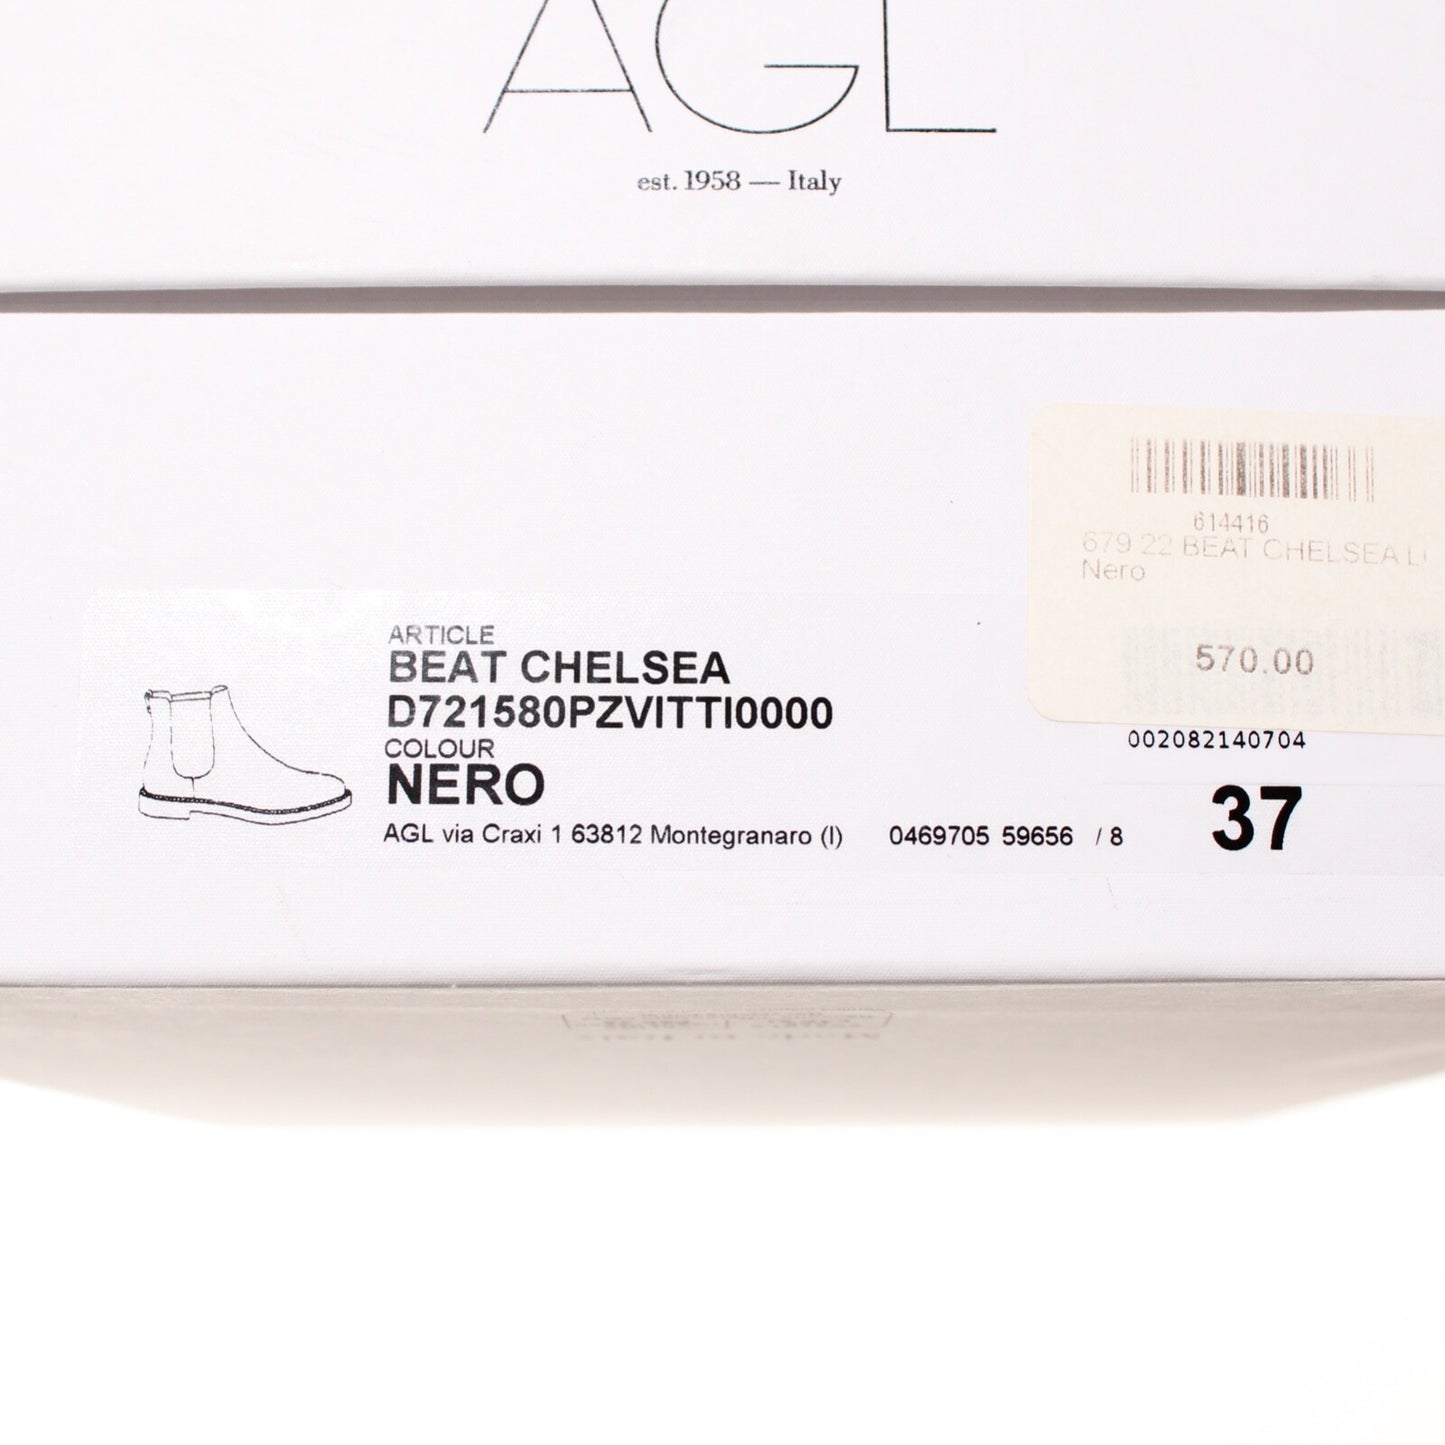 AGL
est. 1958 — Italy
614416
679 22 BEAT CHELSEA
Nero
570.00
ARTICLE
BEAT CHELSEA
D721580PZVITTI0000
COLOUR
NERO
AGL via Craxi 1 63812 Montegranaro (I) 0469705 59656 / 8
002082140704
37